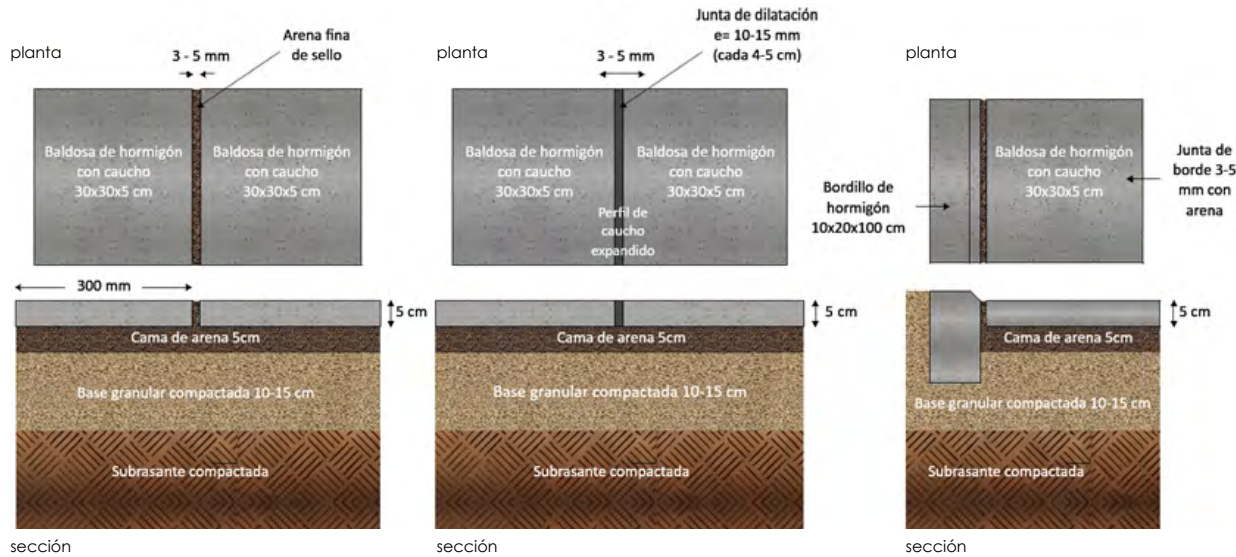 planta
3 - 5 mm
Arena fina
de sello
Baldosa de hormigón
con caucho
30x30x5 cm
Baldosa de hormigón
con caucho
30x30x5 cm
300 mm
5 cm
Cama de arena 5cm
Base granular compactada 10-15 cm
Subrasante compactada
sección
planta
3 - 5 mm
Junta de dilatación
e= 10-15 mm
(cada 4-5 cm)
Baldosa de hormigón
con caucho
30x30x5 cm
Baldosa de hormigón
con caucho
30x30x5 cm
Perfil de
caucho
expandido
5 cm
Cama de arena 5cm
Base granular compactada 10-15 cm
Subrasante compactada
planta
Baldosa de hormigón
con caucho
30x30x5 cm
Bordillo de
hormigón
10x20x100 cm
Junta de
borde 3-5
mm con
arena
5 cm
Cama de arena 5cm
Base granular compactada 10-15 cm
Subrasante compactada
sección
sección